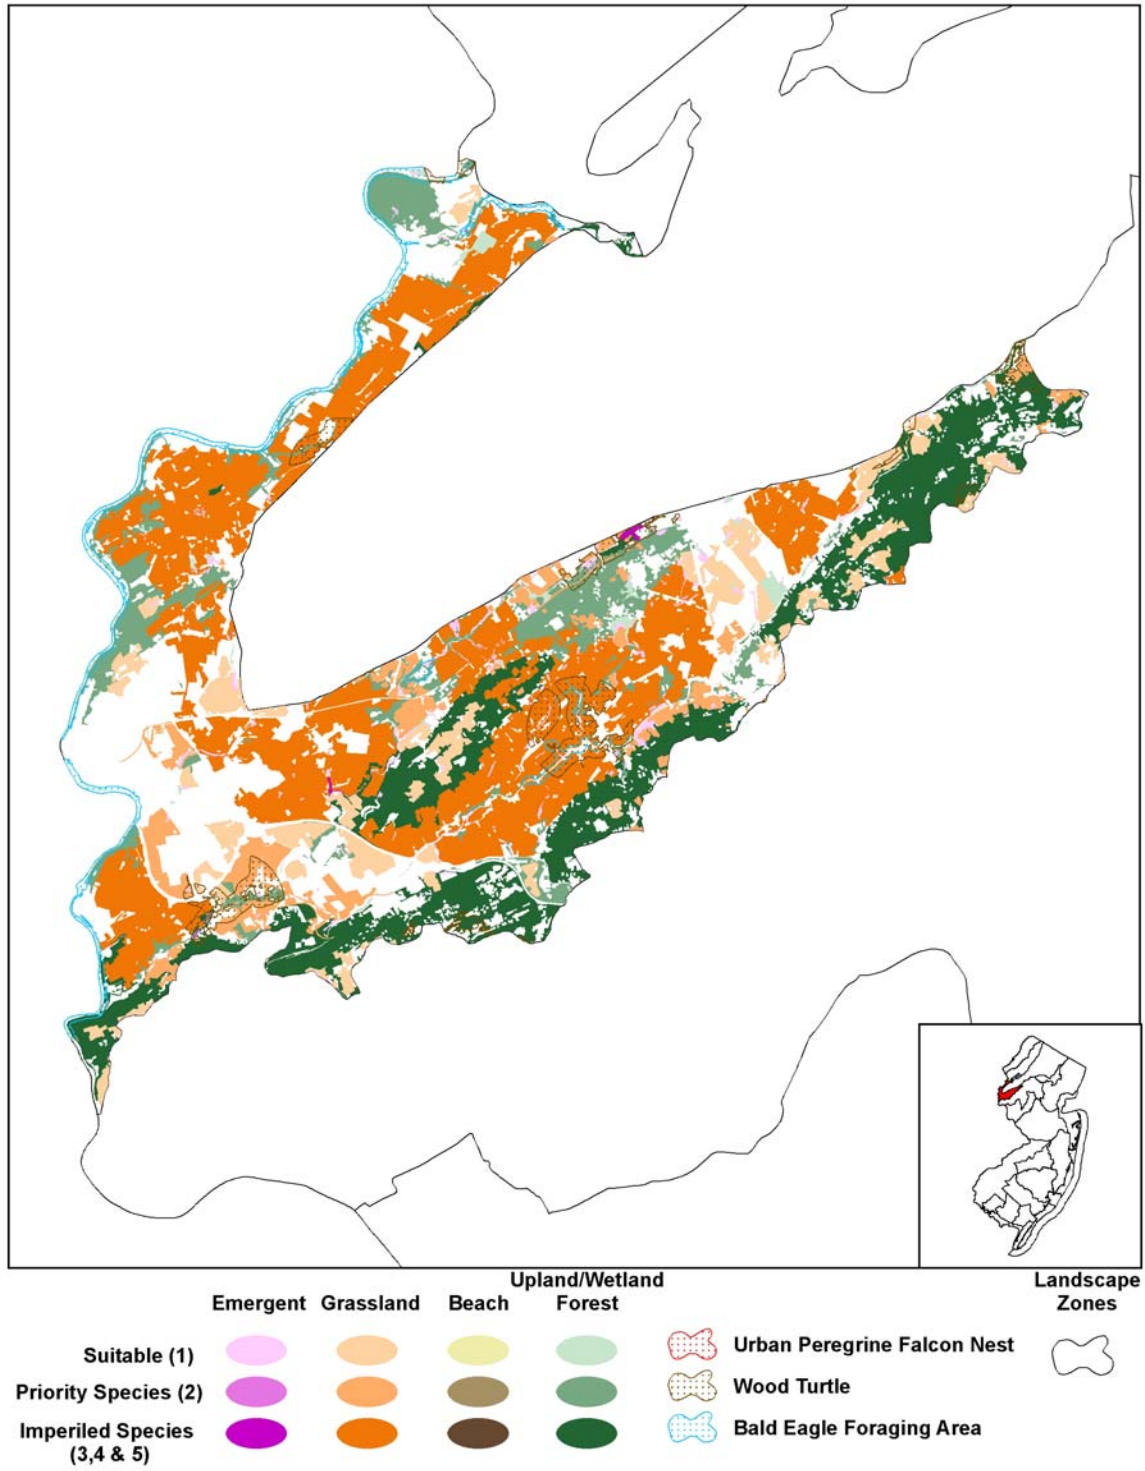 Upland/Wetland
Landscape
Emergent Grassland Beach Forest Zones
Suitable (1)
Urban Peregrine Falcon Nest
Priority Species (2)
Wood Turtle
Imperiled Species
Bald Eagle Foraging Area
(3,4 & 5)